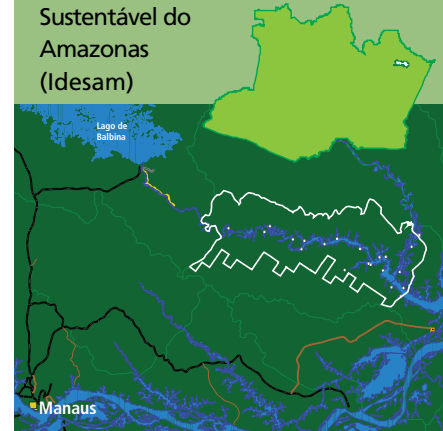 Sustentável do
Amazonas
(Idesam)
Lago de
Balbina
Manaus